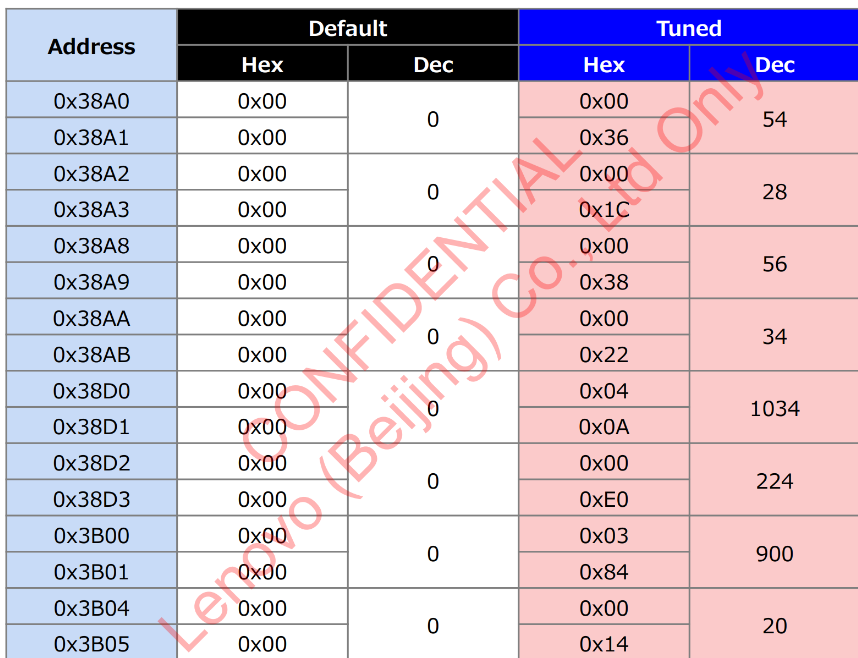 Address Default Tuned
Hex Dec Hex Dec
0x38A0 0x00 0 0x00 54
0x38A1 0x00 0x36
0x38A2 0x00 0 0x00 28
0x38A3 0x00 0x1C
0x38A8 0x00 0 0x00 56
0x38A9 0x00 0x38
0x38AA 0x00 0 0x00 34
0x38AB 0x00 0x22
0x38D0 0x00 0 0x04 1034
0x38D1 0x00 0x0A
0x38D2 0x00 0 0x00 224
0x38D3 0x00 0xE0
0x3B00 0x00 0 0x03 900
0x3B01 0x00 0x84
0x3B04 0x00 0 0x00 20
0x3B05 0x00 0x14
CONFIDENTIAL
Lenovo (Beijing) Co., Ltd Only